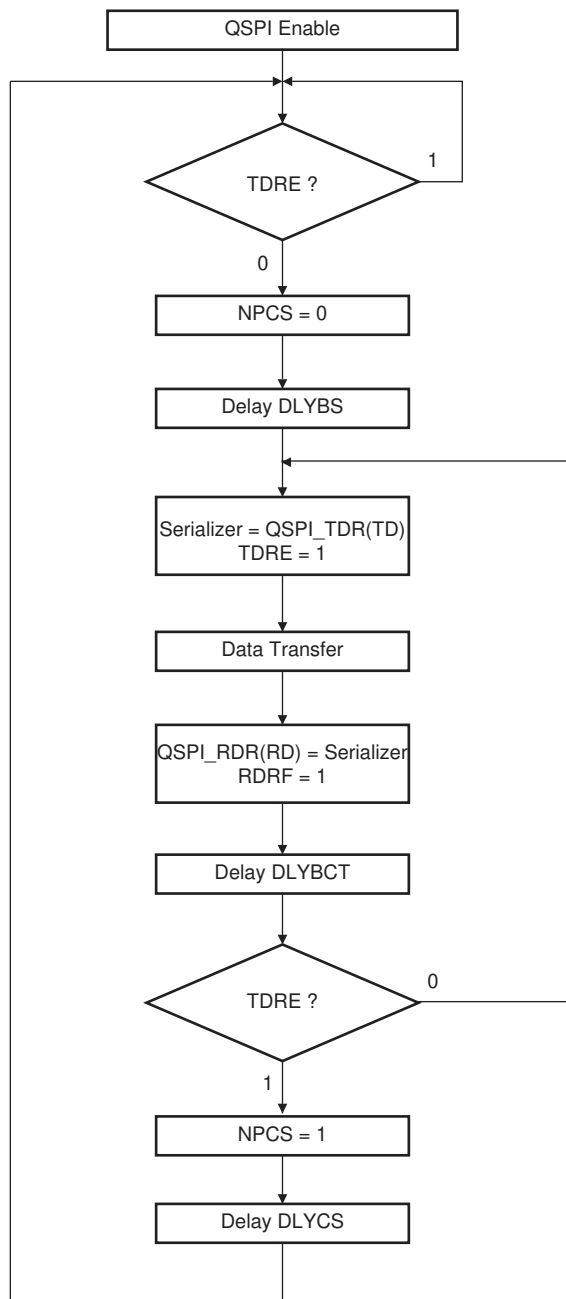 QSPI Enable
TDRE ?
1
0
NPCS = 0
Delay DLYBS
Serializer = QSPI_TDR(TD)
TDRE = 1
Data Transfer
QSPI_RDR(RD) = Serializer
RDRF = 1
Delay DLYBCT
TDRE ?
0
1
NPCS = 1
Delay DLYCS